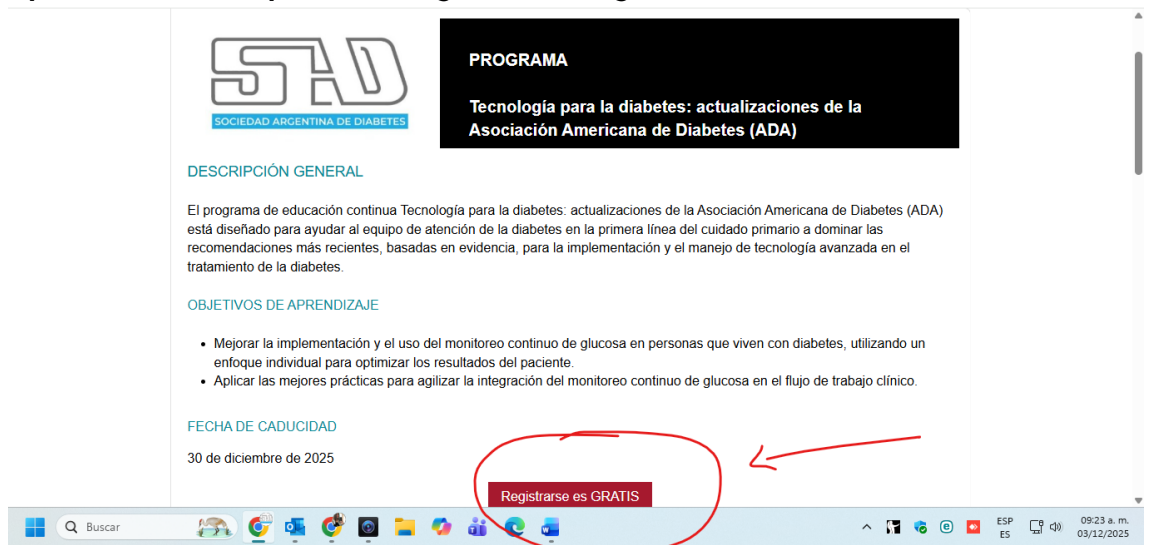 SAD
SOCIEDAD ARGENTINA DE DIABETES
PROGRAMA
Tecnología para la diabetes: actualizaciones de la
Asociación Americana de Diabetes (ADA)
DESCRIPCIÓN GENERAL
El programa de educación continua Tecnología para la diabetes: actualizaciones de la Asociación Americana de Diabetes (ADA)
está diseñado para ayudar al equipo de atención de la diabetes en la primera línea del cuidado primario a dominar las
recomendaciones más recientes, basadas en evidencia, para la implementación y el manejo de tecnología avanzada en el
tratamiento de la diabetes.
OBJETIVOS DE APRENDIZAJE
• Mejorar la implementación y el uso del monitoreo continuo de glucosa en personas que viven con diabetes, utilizando un
enfoque individual para optimizar los resultados del paciente.
• Aplicar las mejores prácticas para agilizar la integración del monitoreo continuo de glucosa en el flujo de trabajo clínico.
FECHA DE CADUCIDAD
30 de diciembre de 2025
Registrarse es GRATIS
Buscar
ESP
ES
09:23 a. m.
03/12/2025